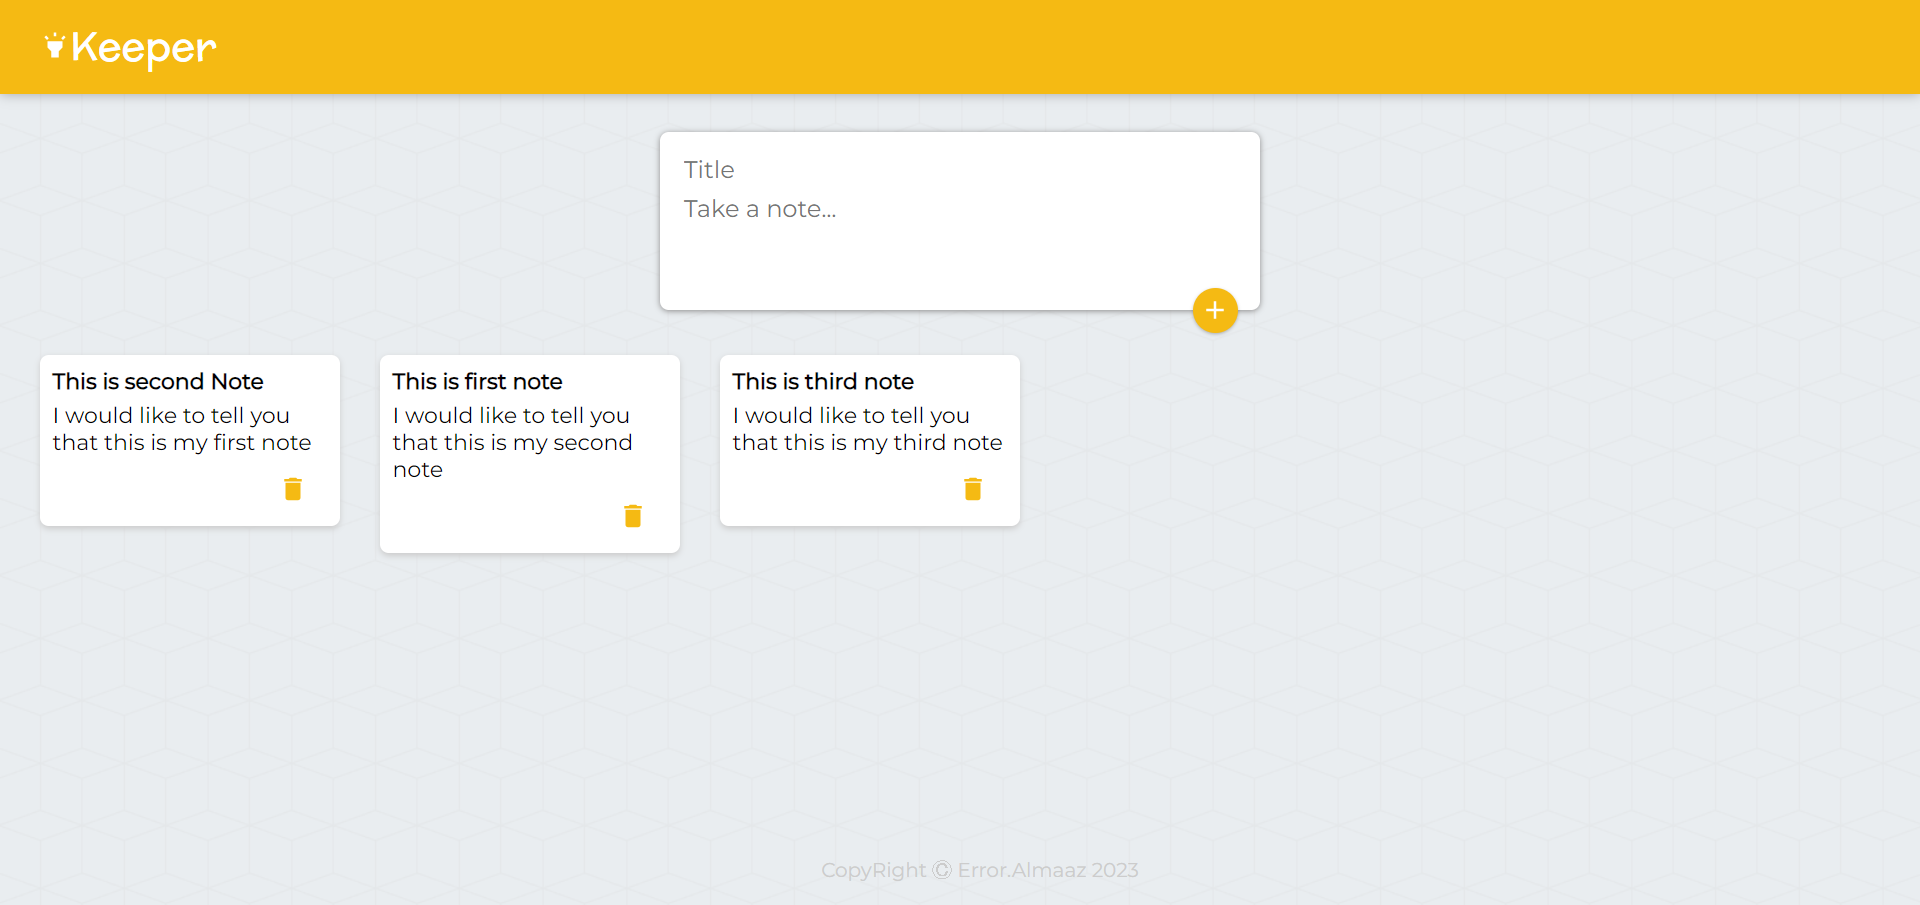 Keeper
Title
Take a note...
This is second Note
I would like to tell you
that this is my first note
This is first note
I would like to tell you
that this is my second
note
This is third note
I would like to tell you
that this is my third note
CopyRight © Error.Almaaz 2023